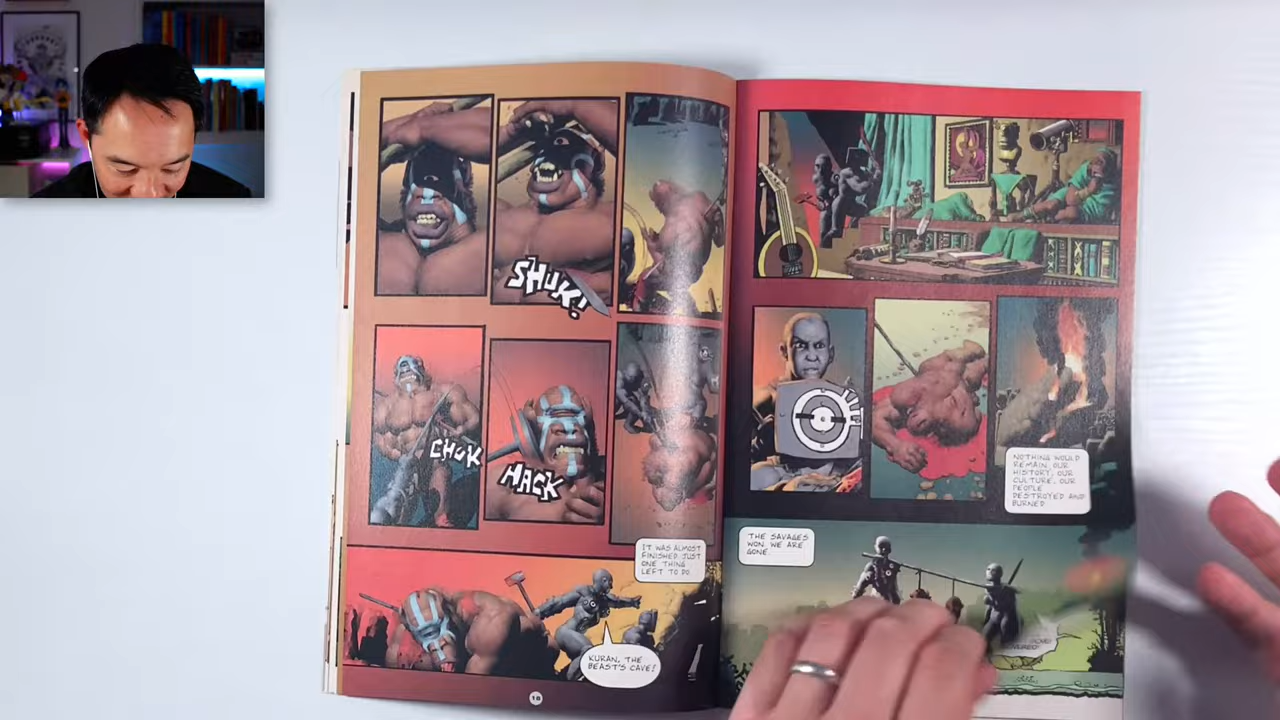 SHUK!
CHUK
HACK
IT WAS ALMOST
FINISHED. JUST
ONE THING
LEFT TO DO.
KURAN, THE
BEAST'S CAVE!
18
NOTHING WOULD
REMAIN. OUR
HISTORY, OUR
CULTURE, OUR
PEOPLE
DESTROYED AND
BURNED.
THE SAVAGES
WON. WE ARE
GONE.